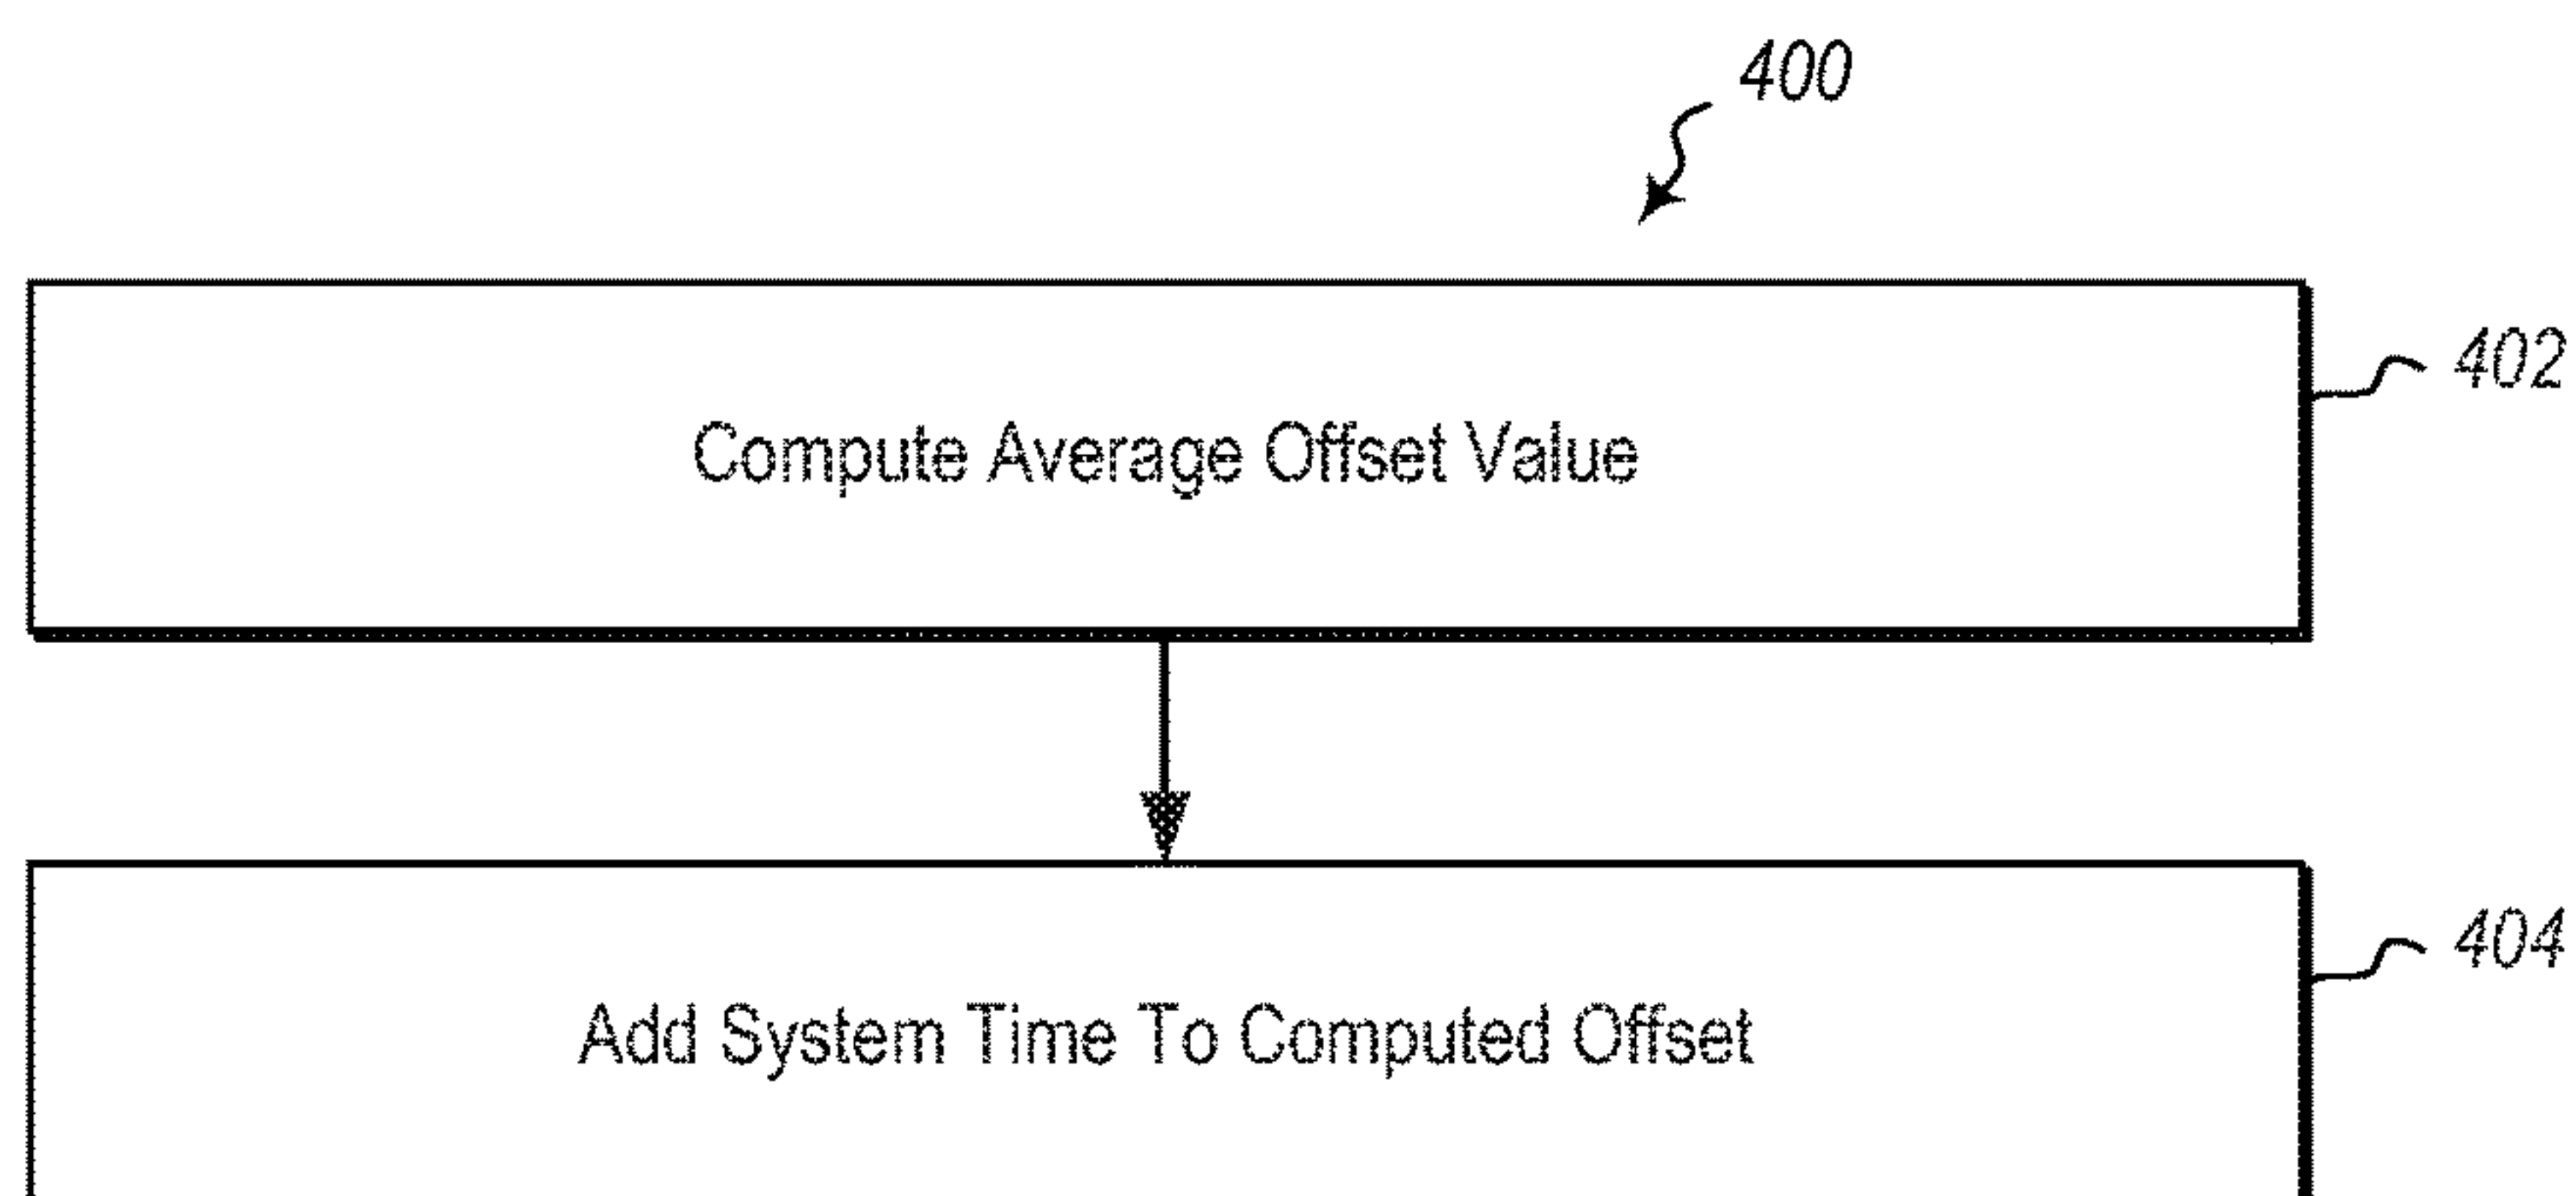 400
402
Compute Average Offset Value
404
Add System Time To Computed Offset